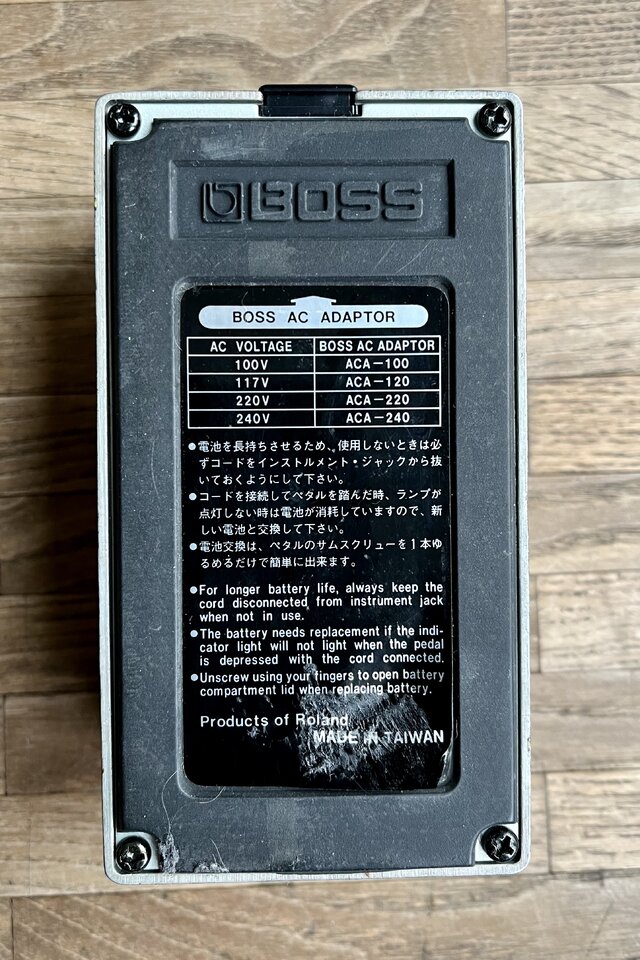 BOSS
BOSS AC ADAPTOR
AC VOLTAGE BOSS AC ADAPTOR
100V ACA-100
117V ACA-120
220V ACA-220
240V ACA-240
●電池を長持ちさせるため、使用しないときは必
ずコードをインストルメント・ジャックから抜
いておくようにして下さい。
●コードを接続してペダルを踏んだ時、ランプが
点灯しない時は電池が消耗していますので、新
しい電池と交換して下さい。
●電池交換は、ペダルのサムスクリューを1本ゆ
るめるだけで簡単に出来ます。
●For longer battery life, always keep the
cord disconnected from instrument jack
when not in use.
●The battery needs replacement if the indi-
cator light will not light when the pedal
is depressed with the cord connected.
●Unscrew using your fingers to open battery
compartment lid when replacing battery.
Products of Roland
MADE IN TAIWAN